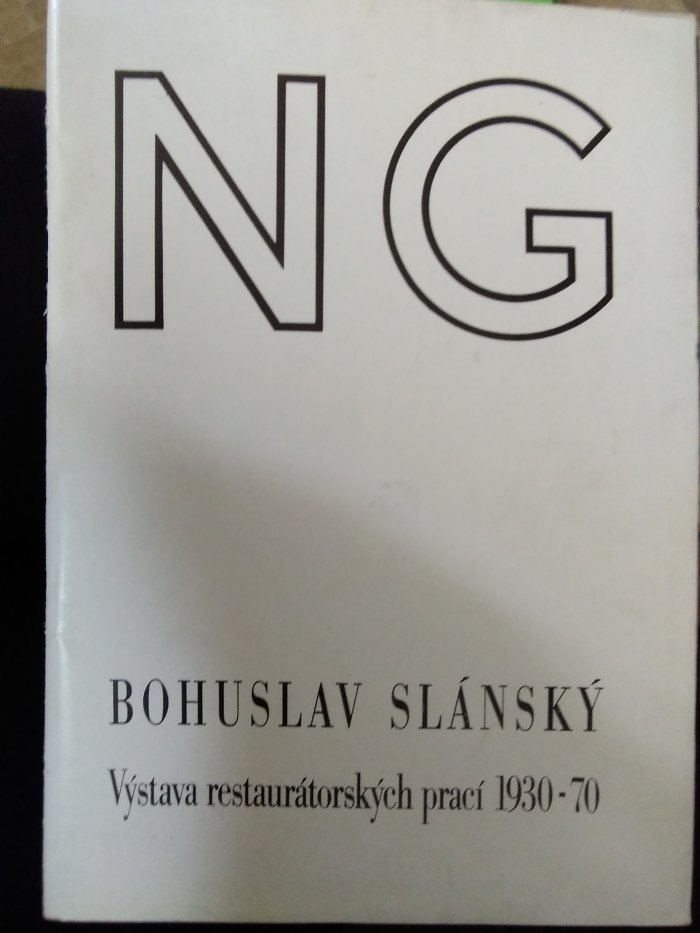 NG
BOHUSLAV SLÁNSKÝ
Výstava restaurátorských prací 1930-70